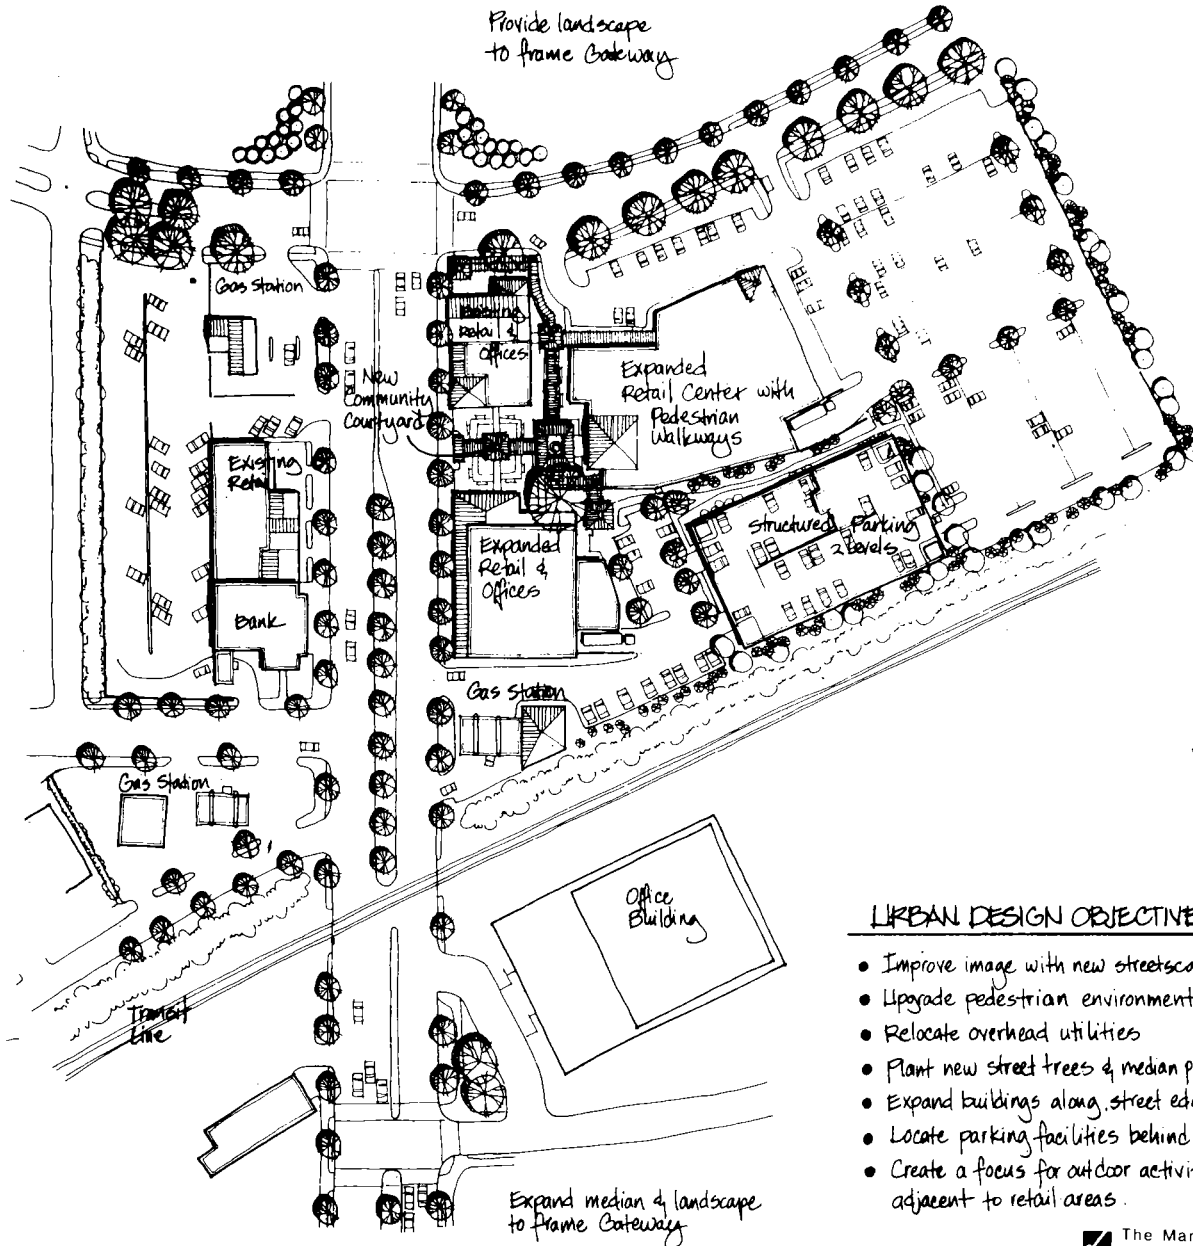 Provide landscape
to frame Gateway
Gas Station
Existing
Retail &
Offices
New
Community
Courtyard
Expanded
Retail Center with
Pedestrian
Walkways
Existing
Retail
Structured Parking
2 Levels
Expanded
Retail &
Offices
Bank
Gas Station
Gas Station
Office
Building
Transit
Line
URBAN DESIGN OBJECTIVE
• Improve image with new streetsca
• Upgrade pedestrian environment
• Relocate overhead utilities
• Plant new street trees & median p
• Expand buildings along street ed
• Locate parking facilities behind
• Create a focus for outdoor activi
adjacent to retail areas.
Expand median & landscape
to frame Gateway
The Mar